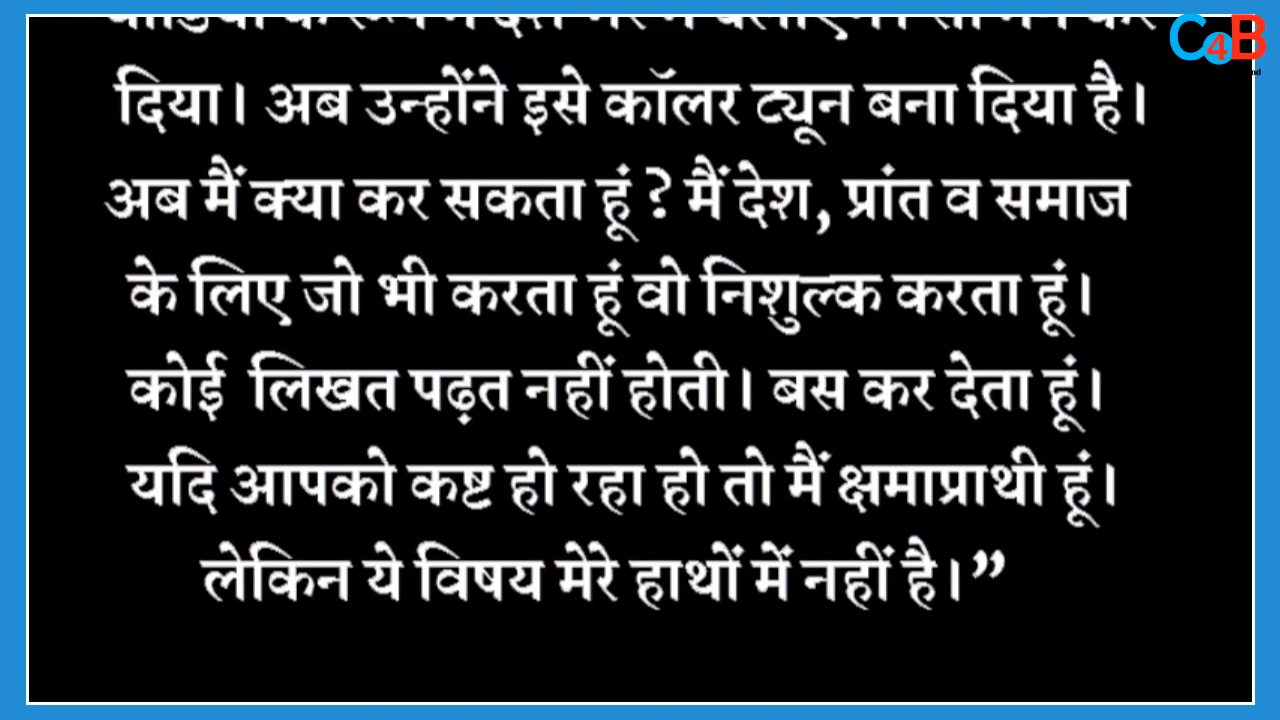 C4B
दिया। अब उन्होंने इसे कॉलर ट्यून बना दिया है।
अब मैं क्या कर सकता हूं ? मैं देश, प्रांत व समाज
के लिए जो भी करता हूं वो निशुल्क करता हूं।
कोई लिखत पढ़त नहीं होती। बस कर देता हूं।
यदि आपको कष्ट हो रहा हो तो मैं क्षमाप्राथी हूं।
लेकिन ये विषय मेरे हाथों में नहीं है।”